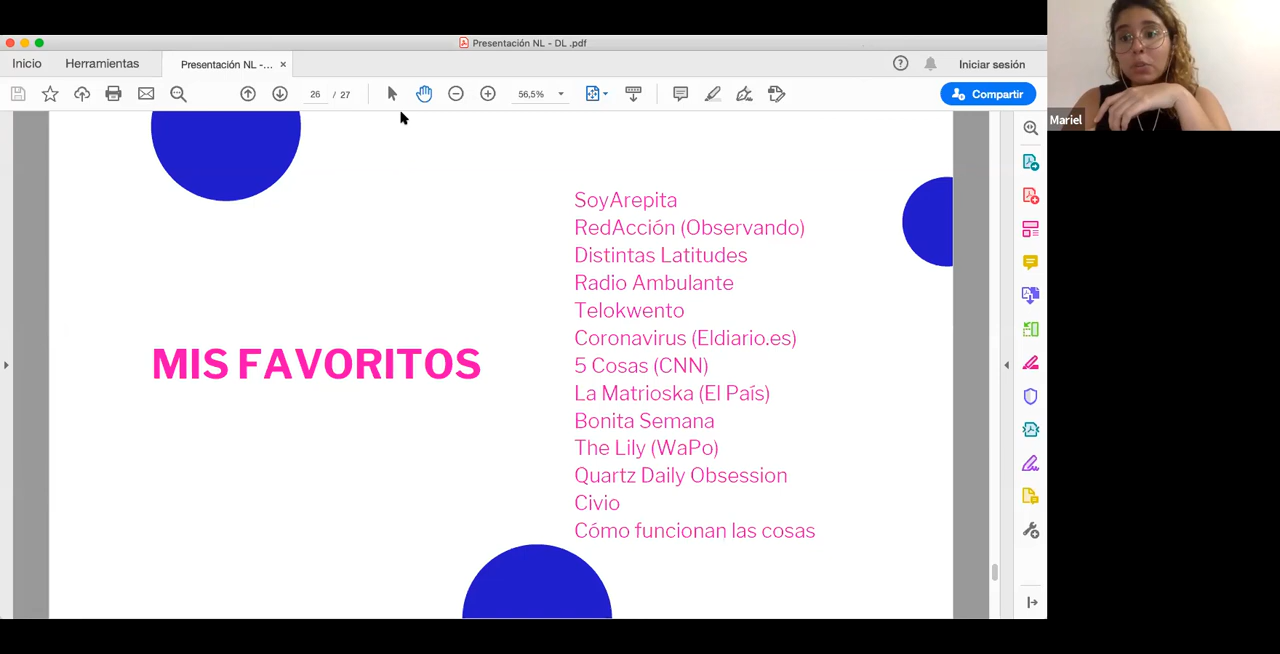 Presentación NL - DL .pdf
Inicio
Herramientas
Presentación NL -...
Iniciar sesión
26 / 27
56,5%
Compartir
Mariel
MIS FAVORITOS
SoyArepita
RedAcción (Observando)
Distintas Latitudes
Radio Ambulante
Telokwento
Coronavirus (Eldiario.es)
5 Cosas (CNN)
La Matrioska (El País)
Bonita Semana
The Lily (WaPo)
Quartz Daily Obsession
Civio
Cómo funcionan las cosas